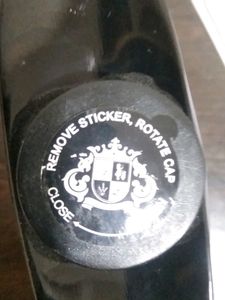 REMOVE STICKER, ROTATE CAP
CLOSE